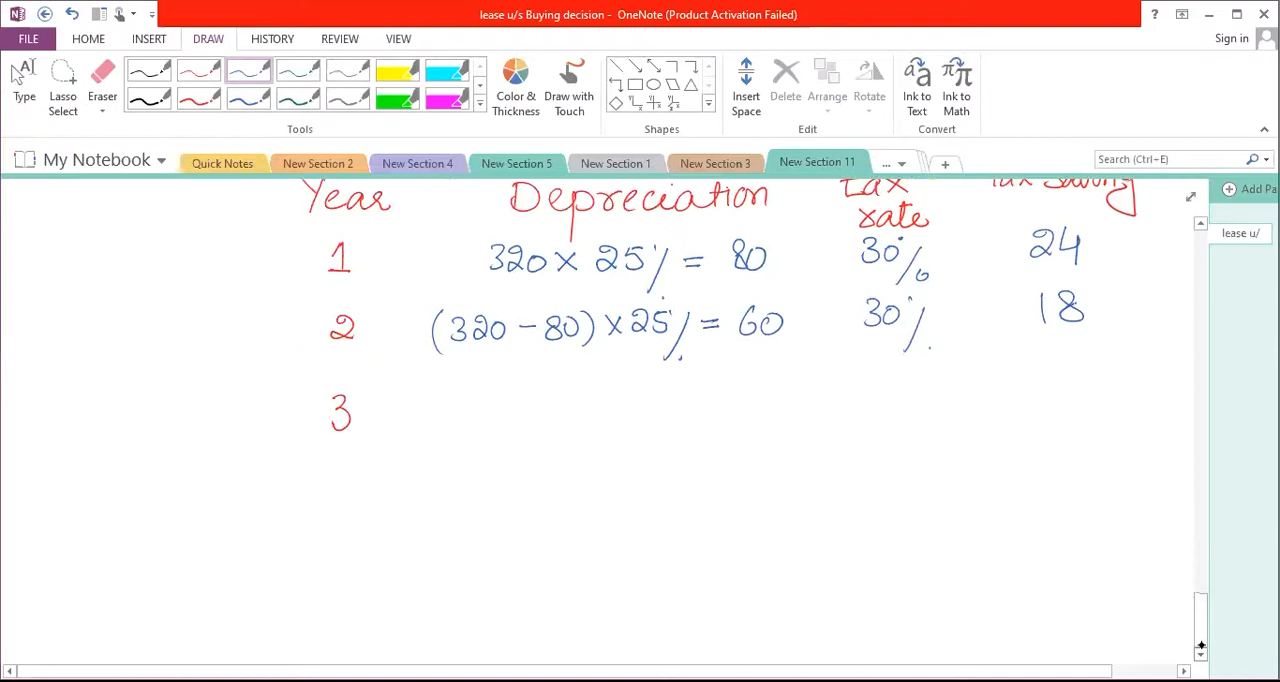 lease u/s Buying decision - OneNote (Product Activation Failed)
?
FILE HOME INSERT DRAW HISTORY REVIEW VIEW
Sign in
Type
Lasso Select
Eraser
Color & Thickness
Draw with Touch
Insert Space
Delete
Arrange
Rotate
Ink to Text
Ink to Math
Tools
Shapes
Edit
Convert
My Notebook
Quick Notes
New Section 2
New Section 4
New Section 5
New Section 1
New Section 3
New Section 11
...
Search (Ctrl+E)
Add Pa
lease u/
Year Depreciation Tax rate Tax saving
1 320 × 25% = 80 30% 24
2 (320 - 80) × 25% = 60 30% 18
3